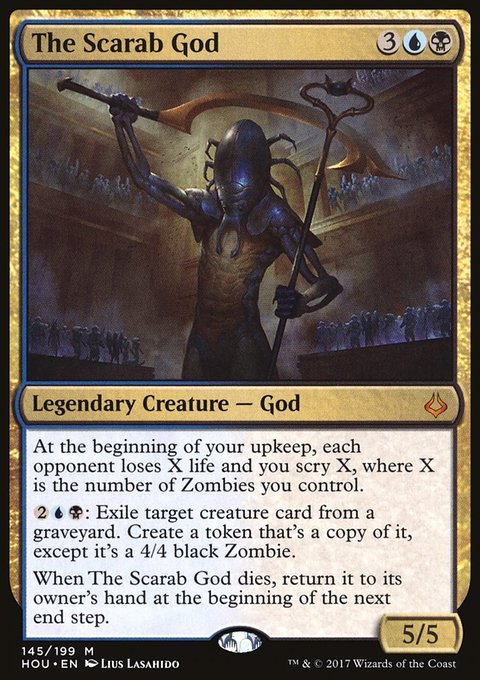 The Scarab God 3
Legendary Creature — God
At the beginning of your upkeep, each
opponent loses X life and you scry X, where X
is the number of Zombies you control.
2: Exile target creature card from a
graveyard. Create a token that's a copy of it,
except it's a 4/4 black Zombie.
When The Scarab God dies, return it to its
owner's hand at the beginning of the next
end step.
5/5
145/199 M
HOU • EN Lius Lasahido
™ & © 2017 Wizards of the Coast